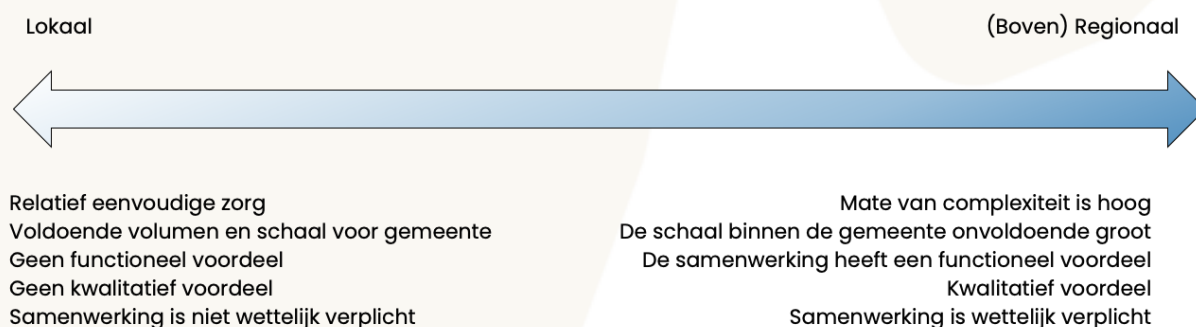 Lokaal
(Boven) Regionaal
Relatief eenvoudige zorg
Voldoende volumen en schaal voor gemeente
Geen functioneel voordeel
Geen kwalitatief voordeel
Samenwerking is niet wettelijk verplicht
Mate van complexiteit is hoog
De schaal binnen de gemeente onvoldoende groot
De samenwerking heeft een functioneel voordeel
Kwalitatief voordeel
Samenwerking is wettelijk verplicht